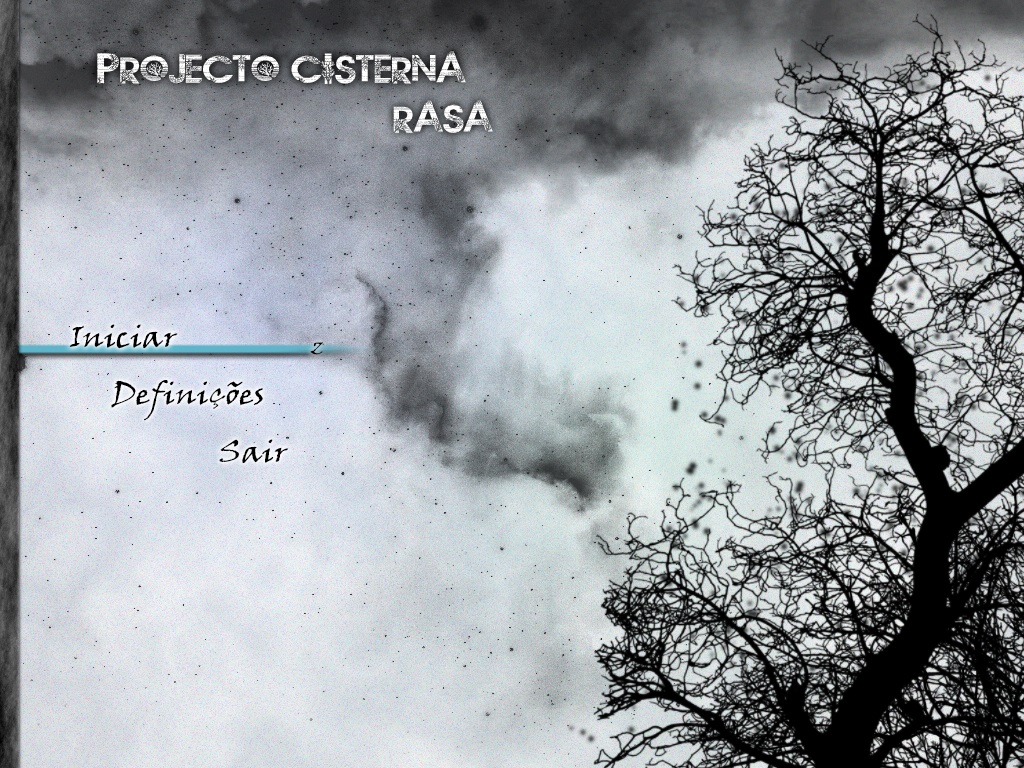 PROJECTO CISTERNA
RASA
Iniciar
z
Definições
Sair